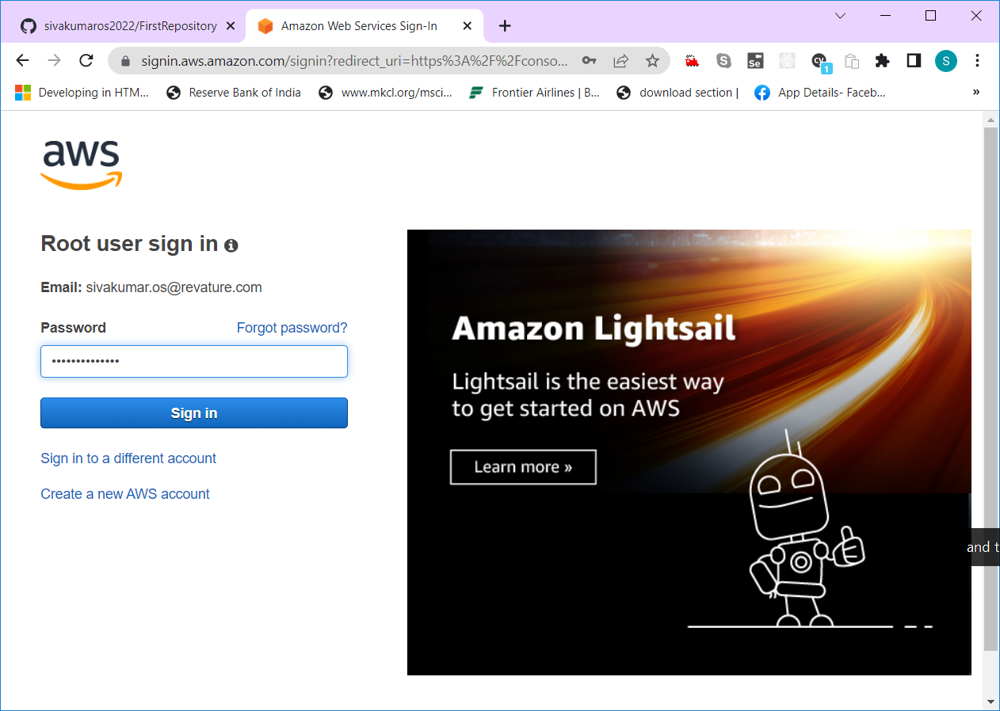 sivakumaros2022/FirstRepository
Amazon Web Services Sign-In
signin.aws.amazon.com/signin?redirect_uri=https%3A%2F%2Fconso...
Se
cy
1
S
Developing in HTM...
Reserve Bank of India
www.mkcl.org/msci...
Frontier Airlines | B...
download section |
App Details- Faceb...
»
aws
Root user sign in
Email: sivakumar.os@revature.com
Password
Forgot password?
Sign in
Sign in to a different account
Create a new AWS account
Amazon Lightsail
Lightsail is the easiest way
to get started on AWS
Learn more »
and t